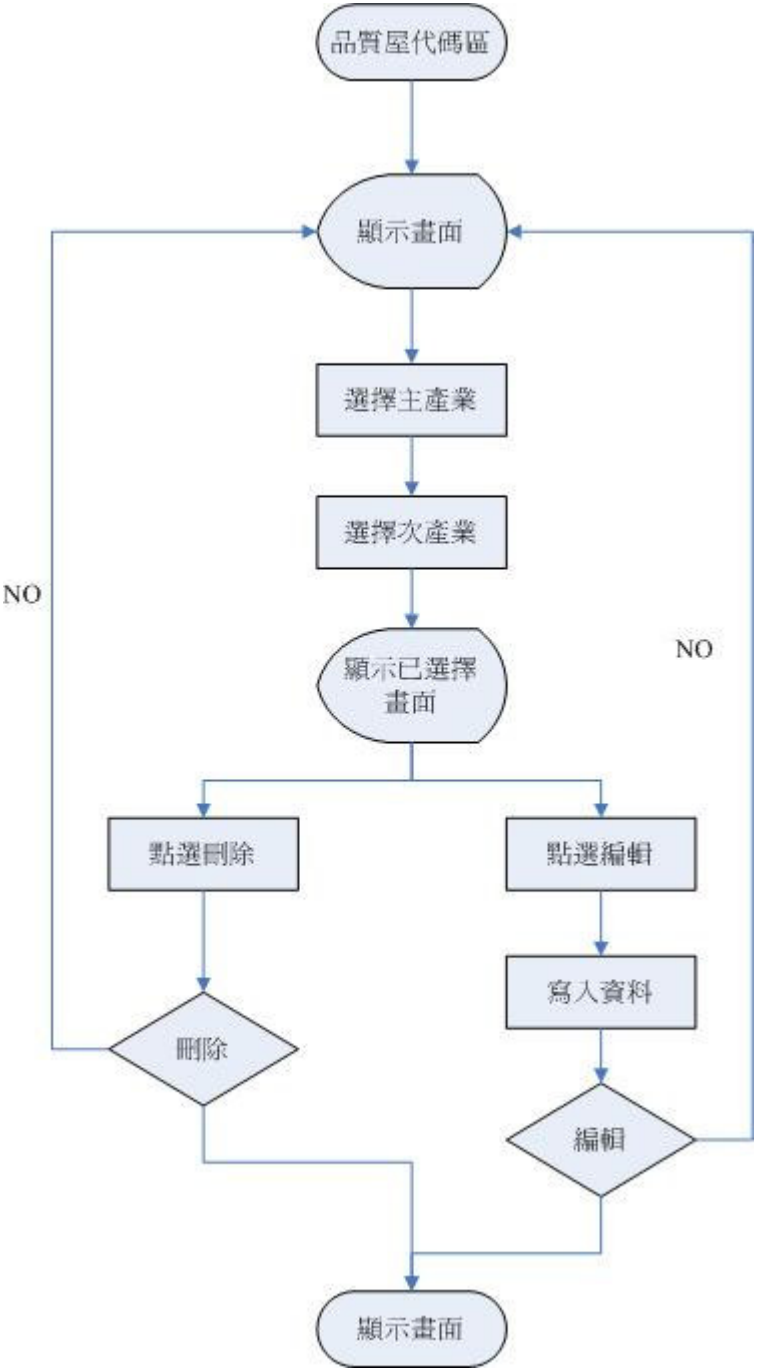 品質屋代碼區
顯示畫面
選擇主產業
選擇次產業
NO
NO
顯示已選擇
畫面
點選刪除
點選編輯
寫入資料
刪除
編輯
顯示畫面